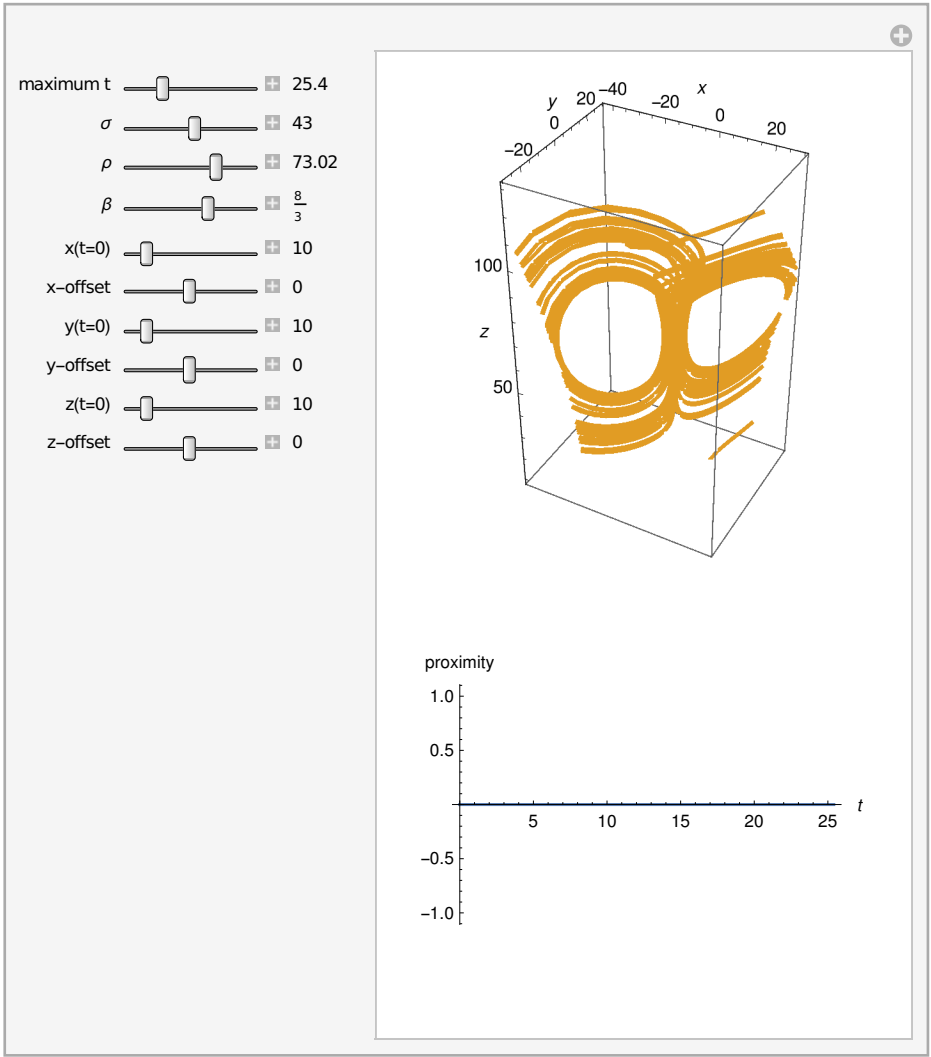 maximum t 25.4
σ 43
ρ 73.02
β 8/3
x(t=0) 10
x-offset 0
y(t=0) 10
y-offset 0
z(t=0) 10
z-offset 0
x
-40 -20 0 20
y
20 0 -20
z
100
50
proximity
1.0
0.5
-0.5
-1.0
5 10 15 20 25
t